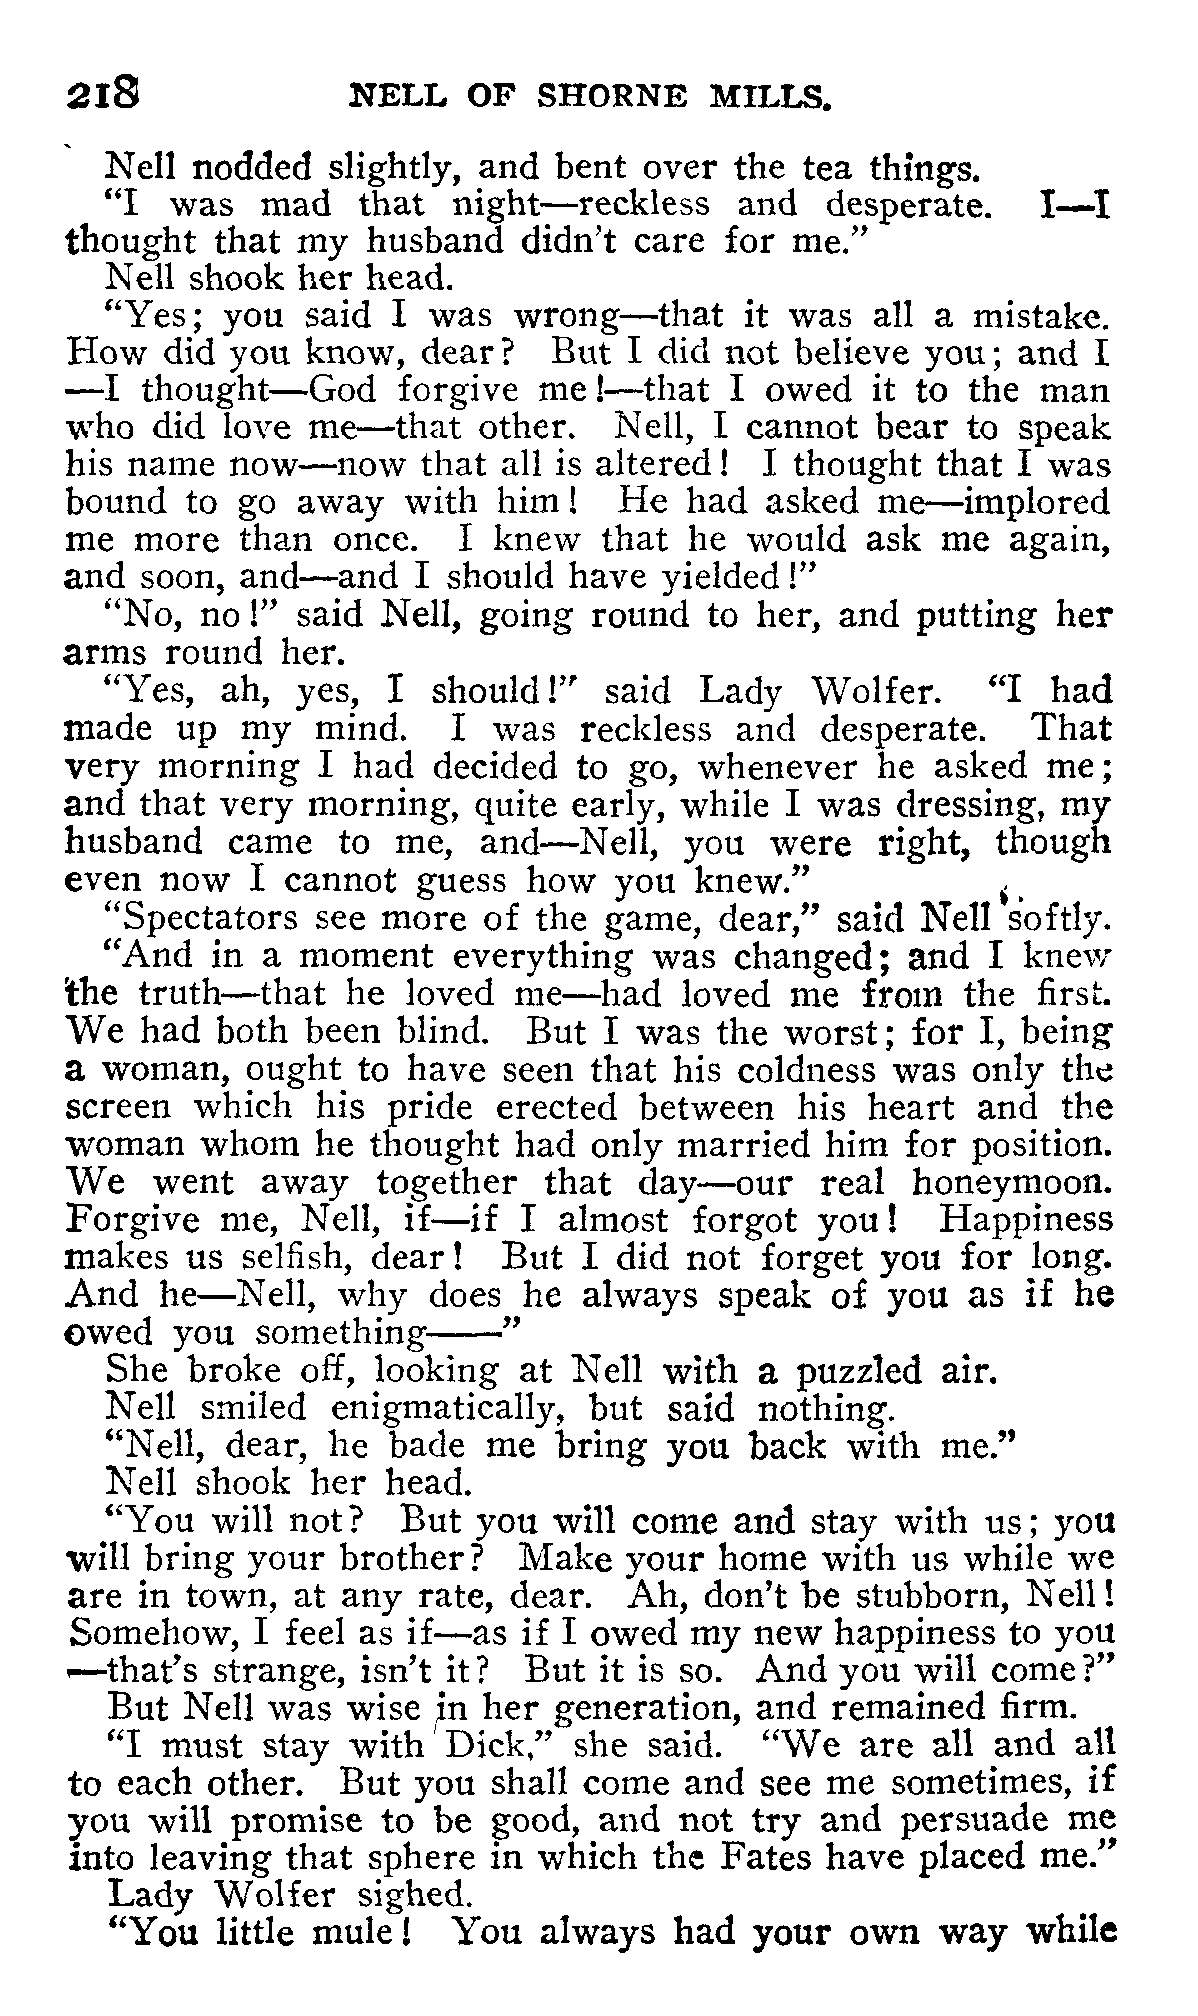 218 NELL OF SHORNE MILLS.
Nell nodded slightly, and bent over the tea things.
“I was mad that night—reckless and desperate. I—I
thought that my husband didn't care for me.”
Nell shook her head.
“Yes; you said I was wrong—that it was all a mistake.
How did you know, dear? But I did not believe you; and I
—I thought—God forgive me!—that I owed it to the man
who did love me—that other. Nell, I cannot bear to speak
his name now—now that all is altered! I thought that I was
bound to go away with him! He had asked me—implored
me more than once. I knew that he would ask me again,
and soon, and—and I should have yielded!”
“No, no!” said Nell, going round to her, and putting her
arms round her.
“Yes, ah, yes, I should!” said Lady Wolfer. “I had
made up my mind. I was reckless and desperate. That
very morning I had decided to go, whenever he asked me;
and that very morning, quite early, while I was dressing, my
husband came to me, and—Nell, you were right, though
even now I cannot guess how you knew.”
“Spectators see more of the game, dear,” said Nell softly.
“And in a moment everything was changed; and I knew
the truth—that he loved me—had loved me from the first.
We had both been blind. But I was the worst; for I, being
a woman, ought to have seen that his coldness was only the
screen which his pride erected between his heart and the
woman whom he thought had only married him for position.
We went away together that day—our real honeymoon.
Forgive me, Nell, if—if I almost forgot you! Happiness
makes us selfish, dear! But I did not forget you for long.
And he—Nell, why does he always speak of you as if he
owed you something——”
She broke off, looking at Nell with a puzzled air.
Nell smiled enigmatically, but said nothing.
“Nell, dear, he bade me bring you back with me.”
Nell shook her head.
“You will not? But you will come and stay with us; you
will bring your brother? Make your home with us while we
are in town, at any rate, dear. Ah, don't be stubborn, Nell!
Somehow, I feel as if—as if I owed my new happiness to you
—that's strange, isn't it? But it is so. And you will come?”
But Nell was wise in her generation, and remained firm.
“I must stay with Dick,” she said. “We are all and all
to each other. But you shall come and see me sometimes, if
you will promise to be good, and not try and persuade me
into leaving that sphere in which the Fates have placed me.”
Lady Wolfer sighed.
“You little mule! You always had your own way while